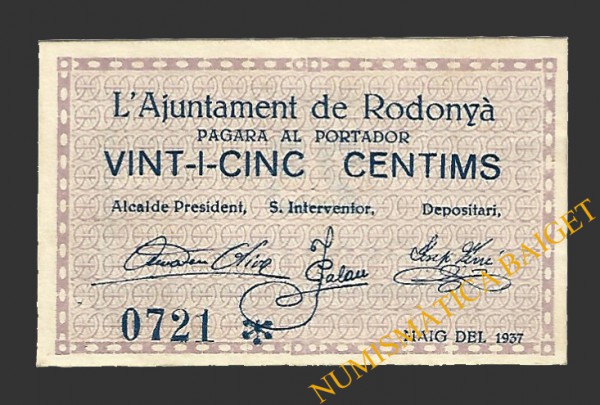 L'Ajuntament de Rodonyà
PAGARA AL PORTADOR
VINT-I-CINC CENTIMS
Alcalde President, S. Interventor, Depositari,
Galau
0721
MAIG DEL 1937
NUMISMATICA BAIGET